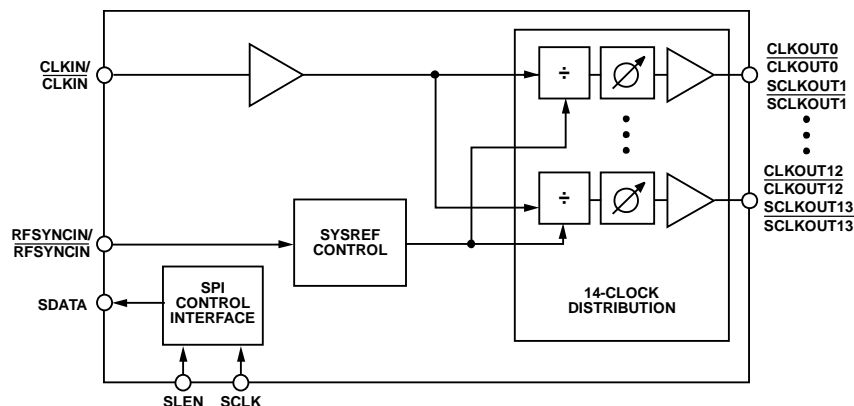 CLKIN/
CLKIN
RFSYNCIN/
RFSYNCIN
SDATA
SLEN
SCLK
SPI
CONTROL
INTERFACE
SYSREF
CONTROL
÷
÷
14-CLOCK
DISTRIBUTION
CLKOUT0
CLKOUT0
SCLKOUT1
SCLKOUT1
CLKOUT12
CLKOUT12
SCLKOUT13
SCLKOUT13